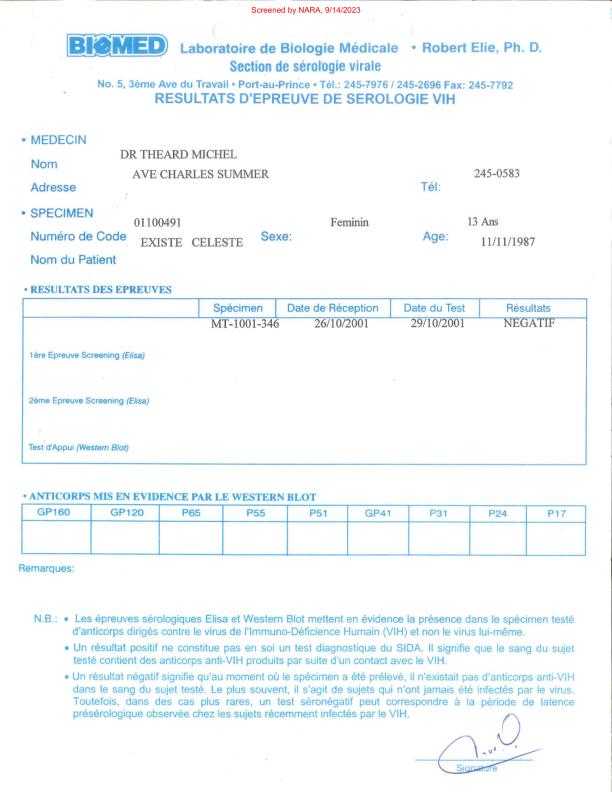 Screened by NARA, 9/14/2023
BIOMED Laboratoire de Biologie Médicale • Robert Elie, Ph. D.
Section de sérologie virale
No. 5, 3ème Ave du Travail • Port-au-Prince • Tél.: 245-7976 / 245-2696 Fax: 245-7792
RESULTATS D'EPREUVE DE SEROLOGIE VIH
• MEDECIN
Nom DR THEARD MICHEL
Adresse AVE CHARLES SUMMER Tél: 245-0583
• SPECIMEN
Numéro de Code 01100491 Sexe: Feminin Age: 13 Ans
Nom du Patient EXISTE CELESTE 11/11/1987
• RESULTATS DES EPREUVES
Spécimen Date de Réception Date du Test Résultats
MT-1001-346 26/10/2001 29/10/2001 NEGATIF
1ère Epreuve Screening (Elisa)
2ème Epreuve Screening (Elisa)
Test d'Appui (Western Blot)
• ANTICORPS MIS EN EVIDENCE PAR LE WESTERN BLOT
GP160 GP120 P65 P55 P51 GP41 P31 P24 P17
Remarques:
N.B.: • Les épreuves sérologiques Elisa et Western Blot mettent en évidence la présence dans le spécimen testé
d'anticorps dirigés contre le virus de l'Immuno-Déficience Humain (VIH) et non le virus lui-même.
• Un résultat positif ne constitue pas en soi un test diagnostique du SIDA. Il signifie que le sang du sujet
testé contient des anticorps anti-VIH produits par suite d'un contact avec le VIH.
• Un résultat négatif signifie qu'au moment où le spécimen a été prélevé, il n'existait pas d'anticorps anti-VIH
dans le sang du sujet testé. Le plus souvent, il s'agit de sujets qui n'ont jamais été infectés par le virus.
Toutefois, dans des cas plus rares, un test séronégatif peut correspondre à la période de latence
présérologique observée chez les sujets récemment infectés par le VIH.
Signature